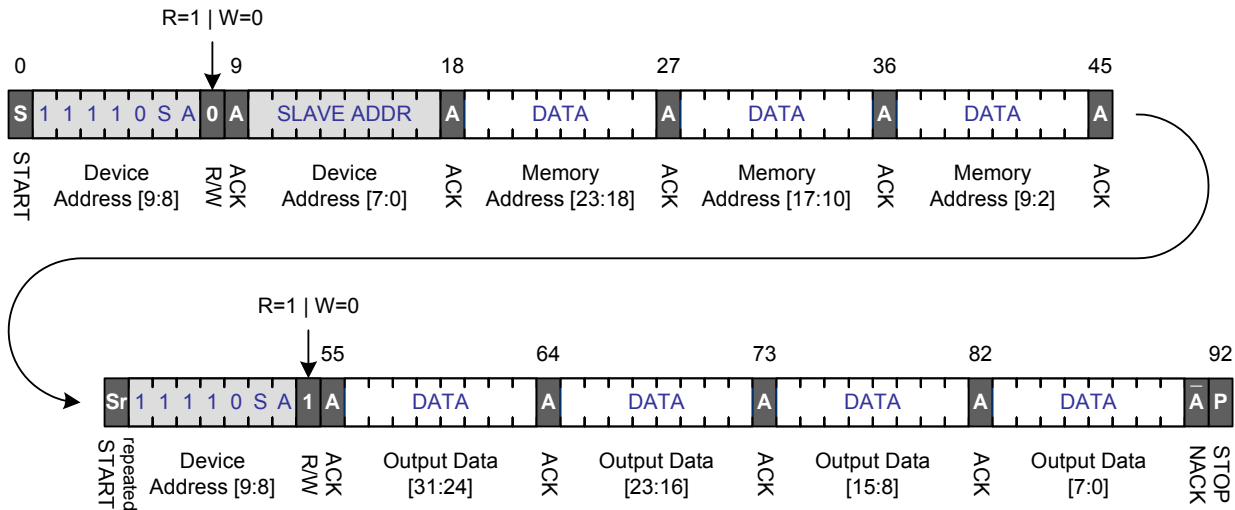 R=1 | W=0
0 9 18 27 36 45
S 1 1 1 1 0 S A 0 A SLAVE ADDR A DATA A DATA A DATA A
START Device Address [9:8] R/W ACK Device Address [7:0] ACK Memory Address [23:18] ACK Memory Address [17:10] ACK Memory Address [9:2] ACK
R=1 | W=0
55 64 73 82 92
Sr 1 1 1 1 0 S A 1 A DATA A DATA A DATA A DATA A̅ P
repeated START Device Address [9:8] R/W ACK Output Data [31:24] ACK Output Data [23:16] ACK Output Data [15:8] ACK Output Data [7:0] NACK STOP